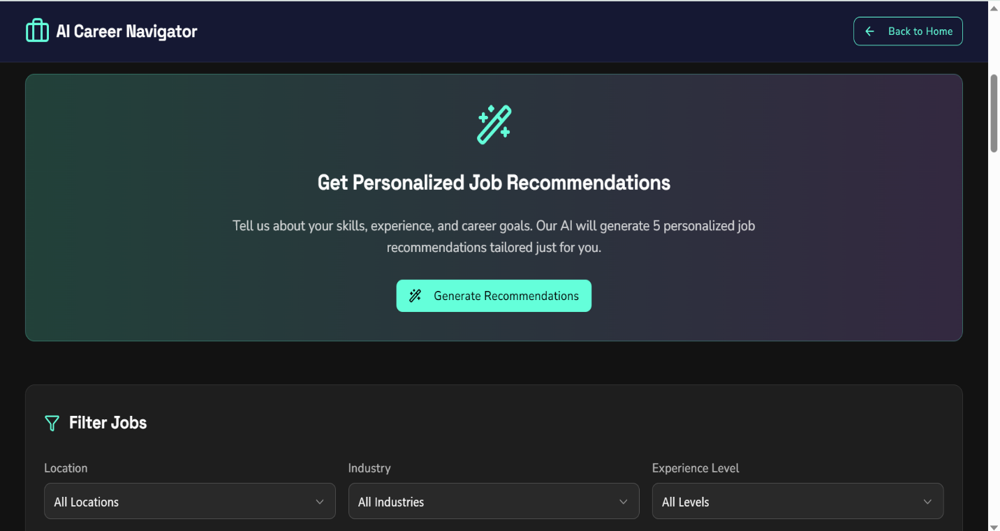 AI Career Navigator
Back to Home
Get Personalized Job Recommendations
Tell us about your skills, experience, and career goals. Our AI will generate 5 personalized job
recommendations tailored just for you.
Generate Recommendations
Filter Jobs
Location
Industry
Experience Level
All Locations
All Industries
All Levels